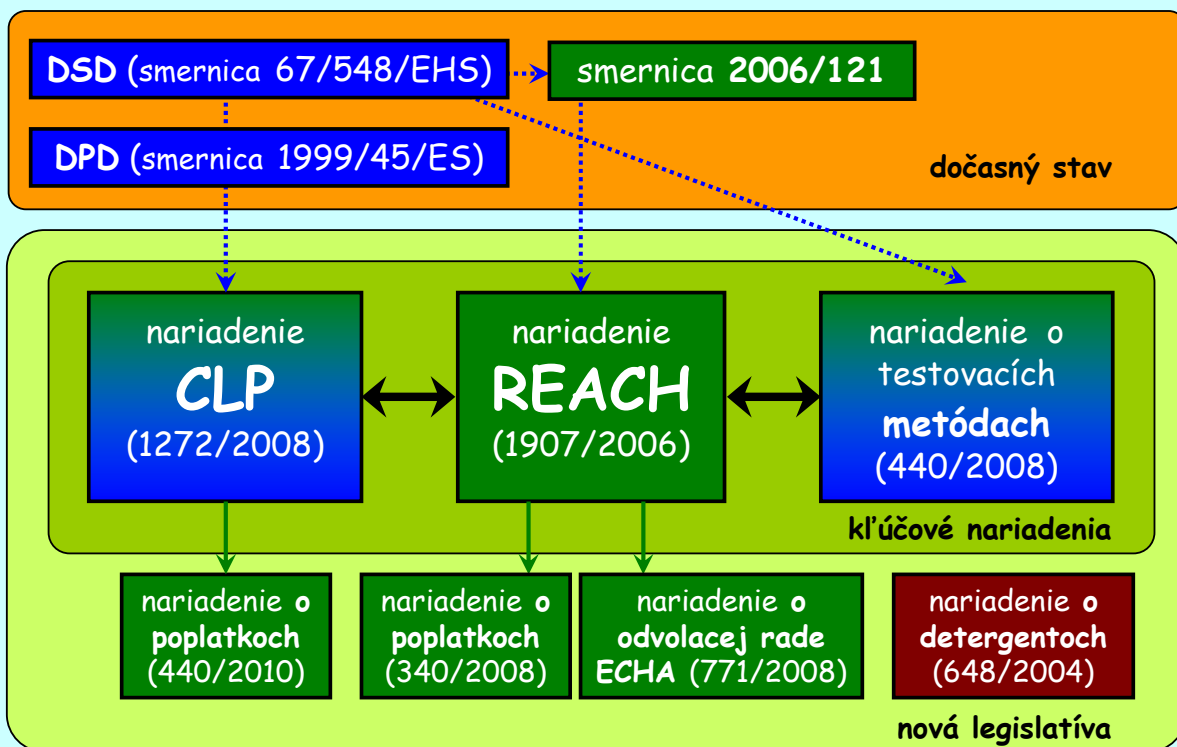 DSD (smernica 67/548/EHS)
smernica 2006/121
DPD (smernica 1999/45/ES)
dočasný stav
nariadenie
CLP
(1272/2008)
nariadenie
REACH
(1907/2006)
nariadenie o
testovacích
metódach
(440/2008)
kľúčové nariadenia
nariadenie o
poplatkoch
(440/2010)
nariadenie o
poplatkoch
(340/2008)
nariadenie o
odvolacej rade
ECHA (771/2008)
nariadenie o
detergentoch
(648/2004)
nová legislatíva